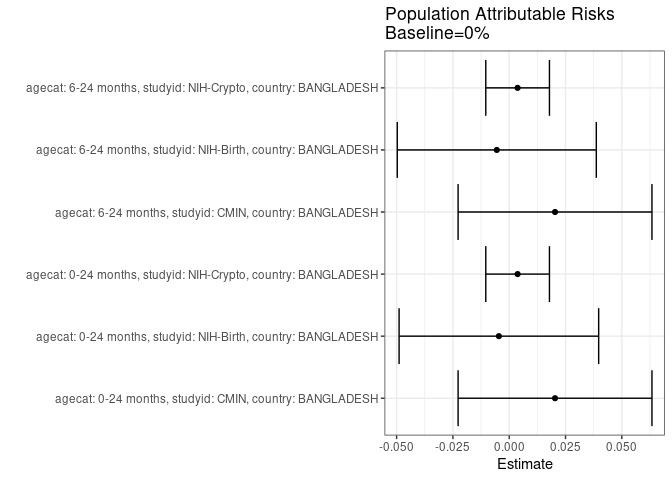 Population Attributable Risks
Baseline=0%
agecat: 6-24 months, studyid: NIH-Crypto, country: BANGLADESH
agecat: 6-24 months, studyid: NIH-Birth, country: BANGLADESH
agecat: 6-24 months, studyid: CMIN, country: BANGLADESH
agecat: 0-24 months, studyid: NIH-Crypto, country: BANGLADESH
agecat: 0-24 months, studyid: NIH-Birth, country: BANGLADESH
agecat: 0-24 months, studyid: CMIN, country: BANGLADESH
-0.050 -0.025 0.000 0.025 0.050
Estimate